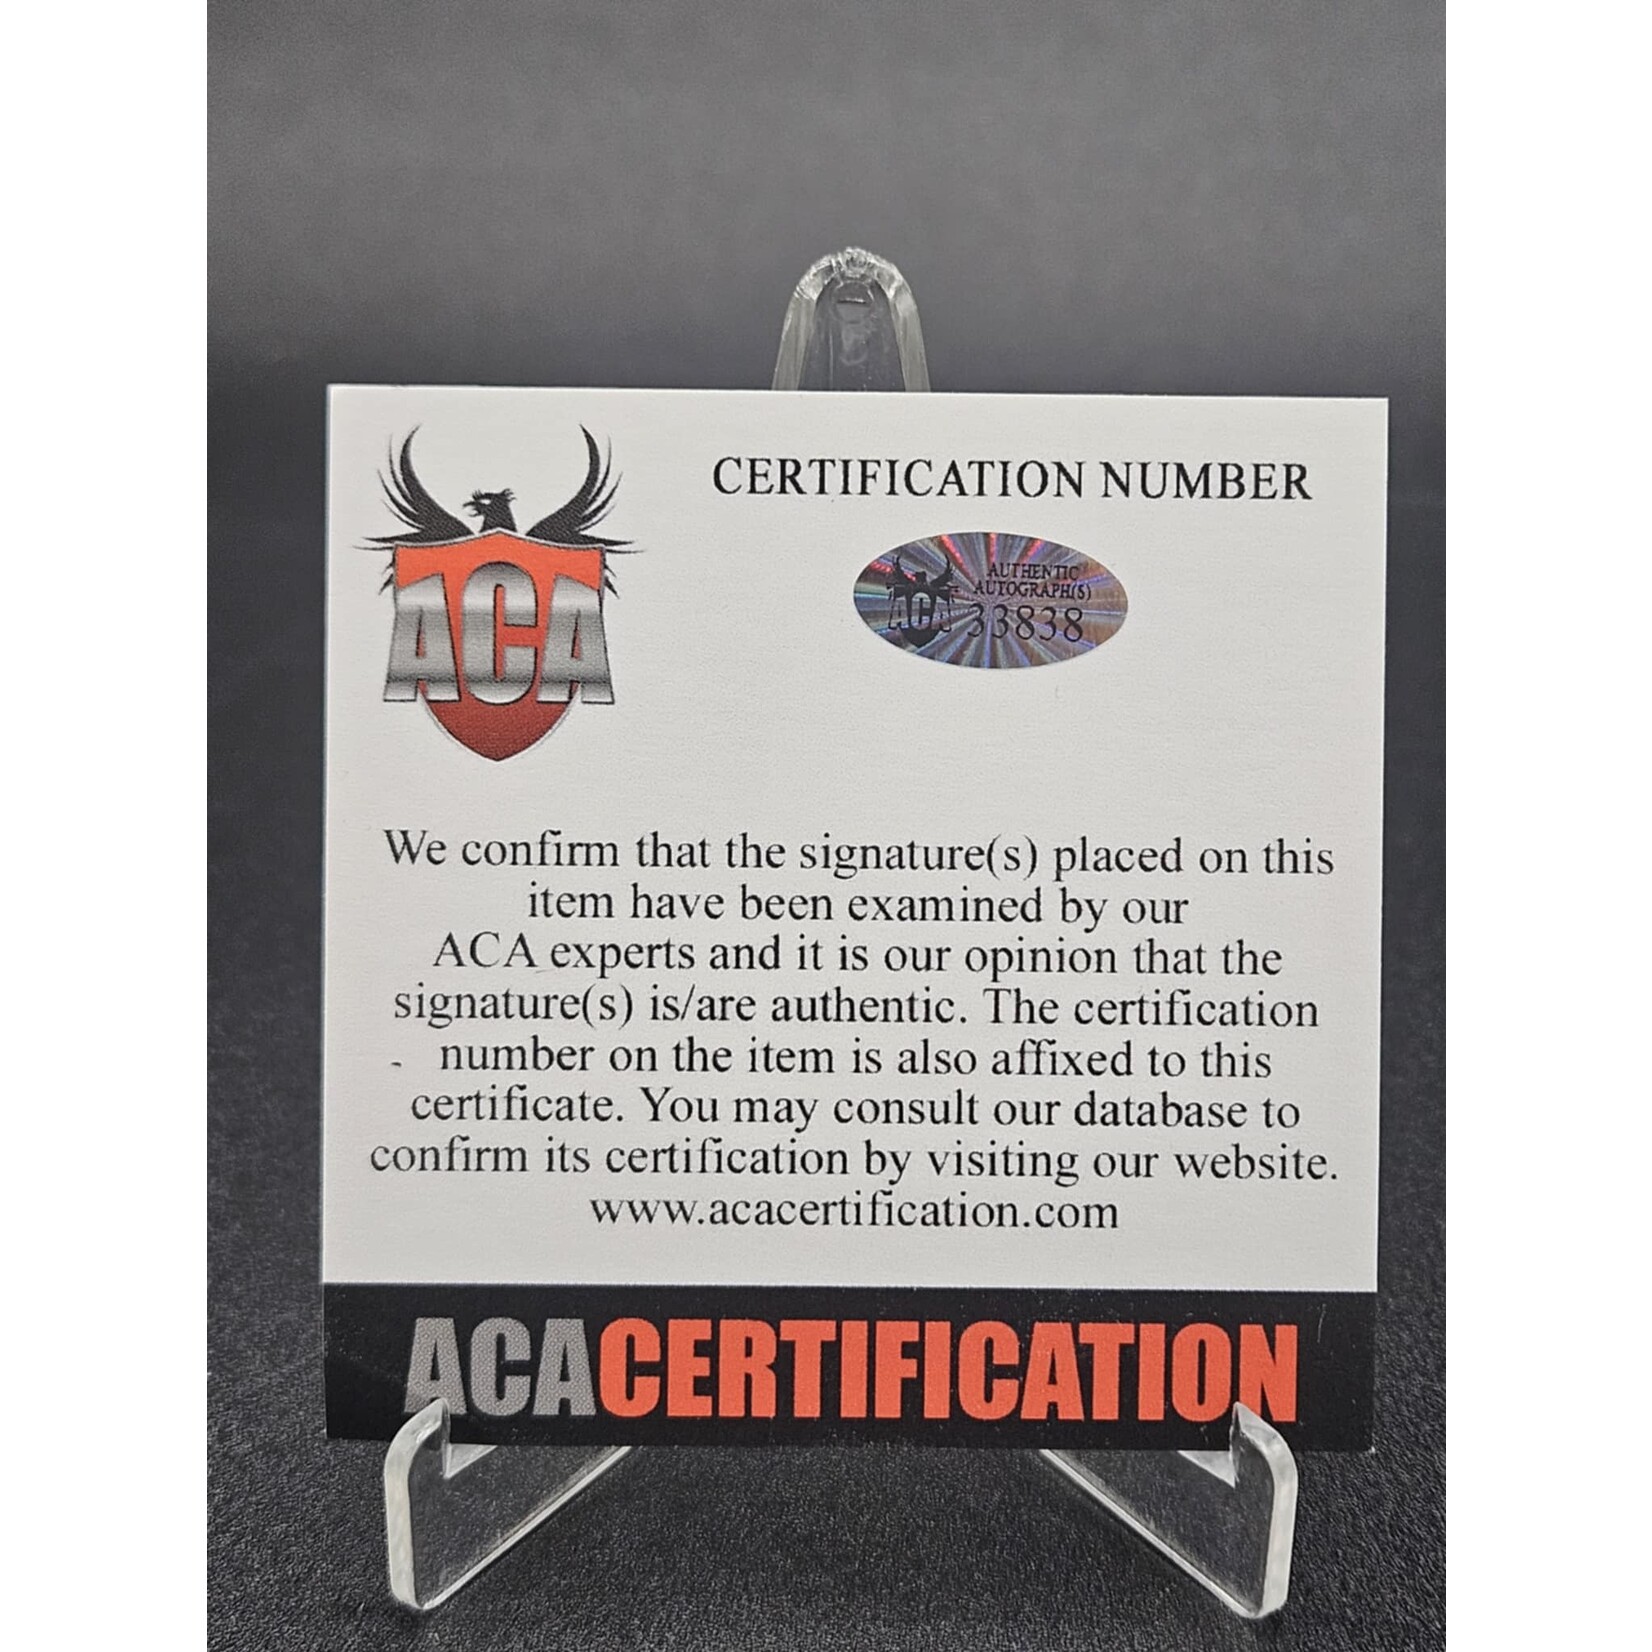 ACA
CERTIFICATION NUMBER
AUTHENTIC
AUTOGRAPH(S)
ACA 33838
We confirm that the signature(s) placed on this
item have been examined by our
ACA experts and it is our opinion that the
signature(s) is/are authentic. The certification
- number on the item is also affixed to this
certificate. You may consult our database to
confirm its certification by visiting our website.
www.acacertification.com
ACACERTIFICATION